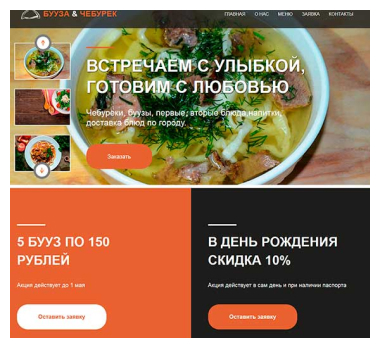 БУУЗА & ЧЕБУРЕК
ГЛАВНАЯ О НАС МЕНЮ ЗАЯВКА КОНТАКТЫ
ВСТРЕЧАЕМ С УЛЫБКОЙ,
ГОТОВИМ С ЛЮБОВЬЮ
Чебуреки, буузы, первые, вторые блюда, напитки,
доставка блюд по городу.
Заказать
5 БУУЗ ПО 150
РУБЛЕЙ
Акция действует до 1 мая
Оставить заявку
В ДЕНЬ РОЖДЕНИЯ
СКИДКА 10%
Акция действует в сам день и при наличии паспорта
Оставить заявку